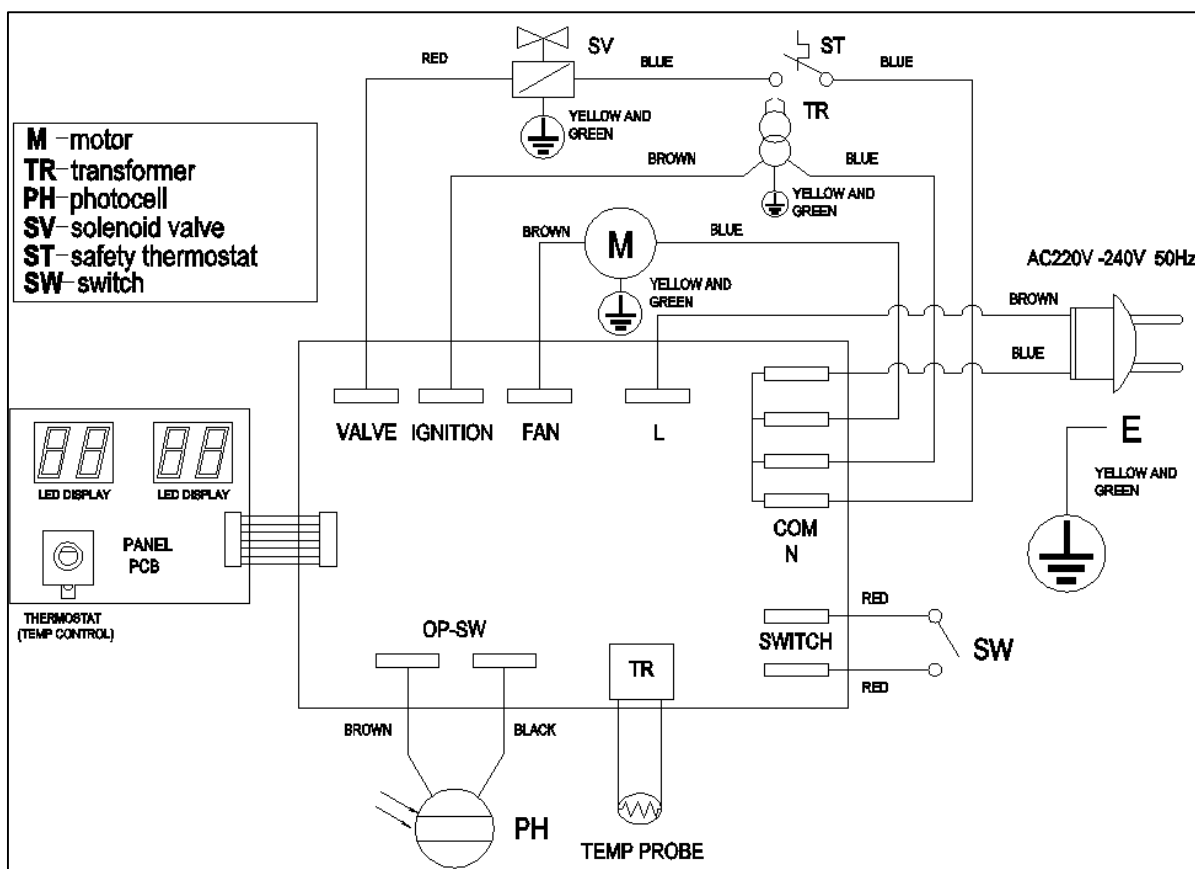 SV
ST
RED
BLUE
BLUE
YELLOW AND
GREEN
TR
M-motor
TR-transformer
PH-photocell
SV-solenoid valve
ST-safety thermostat
SW-switch
BROWN
BLUE
YELLOW AND
GREEN
BROWN
M
BLUE
YELLOW AND
GREEN
AC220V -240V 50Hz
BROWN
BLUE
VALVE
IGNITION
FAN
L
E
YELLOW AND
GREEN
LED DISPLAY
LED DISPLAY
PANEL
PCB
COM
N
THERMOSTAT
(TEMP CONTROL)
RED
OP-SW
SWITCH
SW
TR
RED
BROWN
BLACK
PH
TEMP PROBE